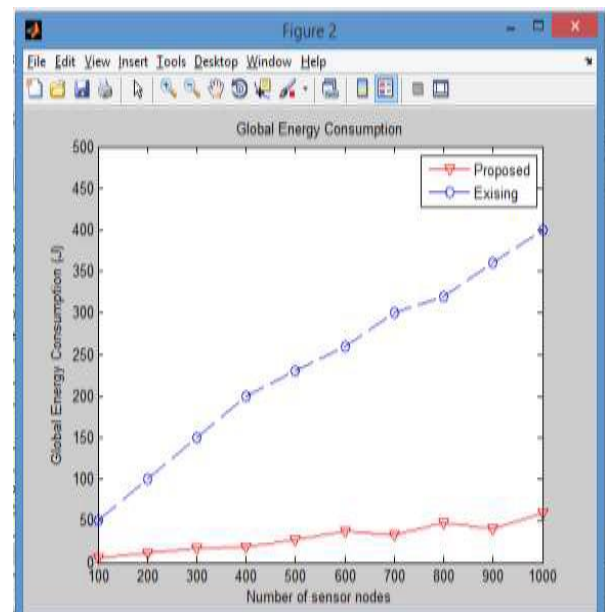 Figure 2
File Edit View Insert Tools Desktop Window Help
Global Energy Consumption
Proposed
Exising
Global Energy Consumption (J)
500
450
400
350
300
250
200
150
100
50
0
100 200 300 400 500 600 700 800 900 1000
Number of sensor nodes